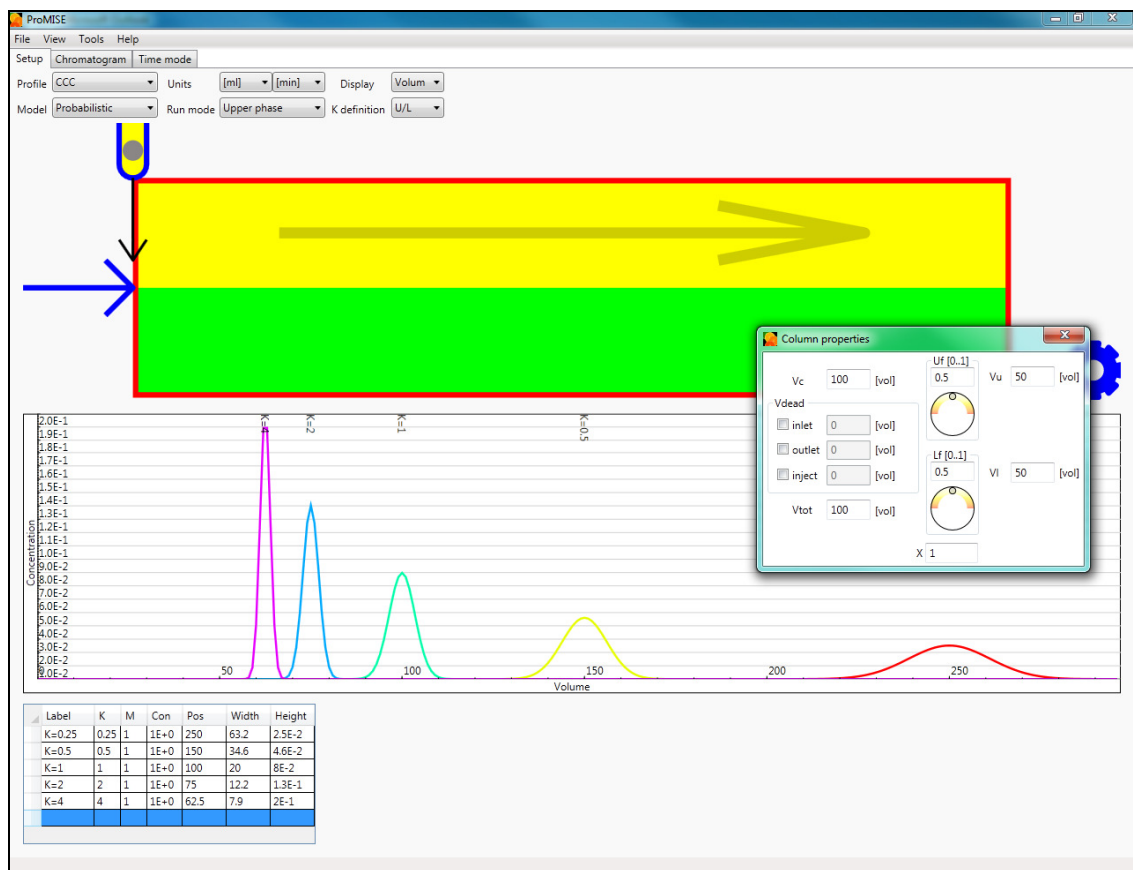 ProMISE
File View Tools Help
Setup Chromatogram Time mode
Profile CCC Units [ml] [min] Display Volum
Model Probabilistic Run mode Upper phase K definition U/L
Column properties
Uf [0..1]
Vc 100 [vol] 0.5 Vu 50 [vol]
Vdead
inlet 0 [vol]
outlet 0 [vol] Lf [0..1]
inject 0 [vol] 0.5 Vl 50 [vol]
Vtot 100 [vol]
X 1
K=4 K=2 K=1 K=0.5
2.0E-1
1.9E-1
1.8E-1
1.7E-1
1.6E-1
1.5E-1
1.4E-1
1.3E-1
1.2E-1
1.1E-1
1.0E-1
9.0E-2
8.0E-2
7.0E-2
6.0E-2
5.0E-2
4.0E-2
3.0E-2
2.0E-2
1.0E-2
Concentration
0 50 100 150 200 250
Volume
Label K M Con Pos Width Height
K=0.25 0.25 1 1E+0 250 63.2 2.5E-2
K=0.5 0.5 1 1E+0 150 34.6 4.6E-2
K=1 1 1 1E+0 100 20 8E-2
K=2 2 1 1E+0 75 12.2 1.3E-1
K=4 4 1 1E+0 62.5 7.9 2E-1